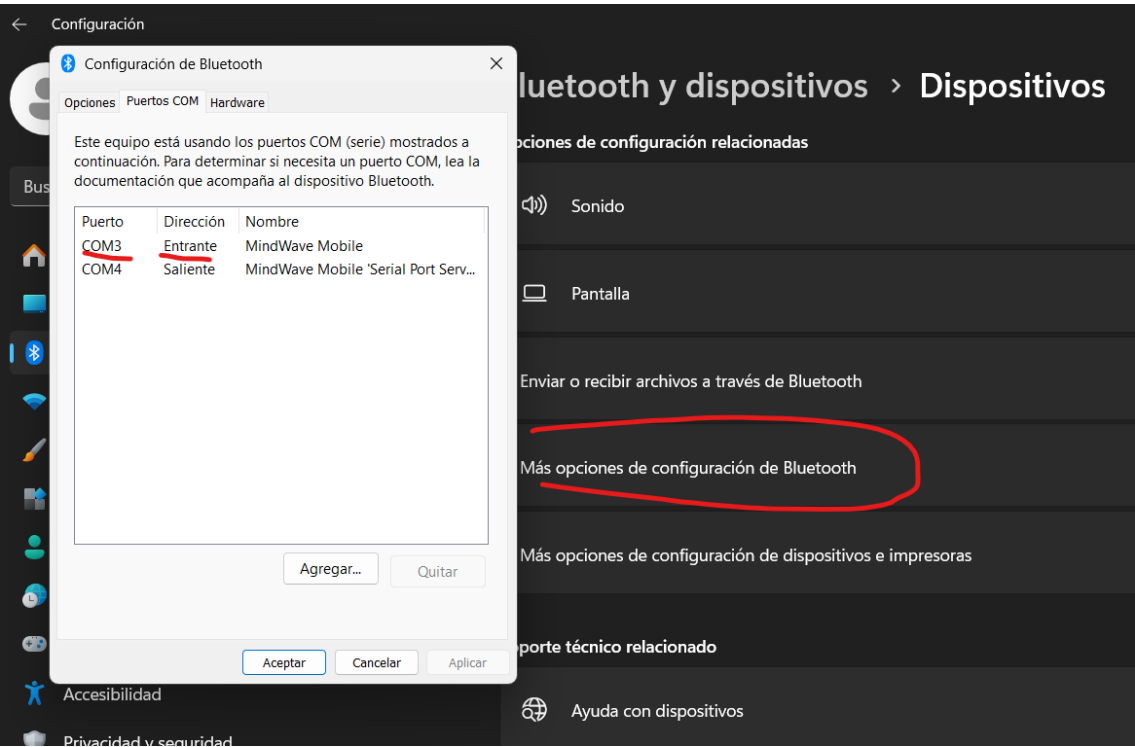 Configuración
Configuración de Bluetooth
Opciones
Puertos COM
Hardware
Este equipo está usando los puertos COM (serie) mostrados a
continuación. Para determinar si necesita un puerto COM, lea la
documentación que acompaña al dispositivo Bluetooth.
Puerto Dirección Nombre
COM3 Entrante MindWave Mobile
COM4 Saliente MindWave Mobile 'Serial Port Serv...
Agregar...
Quitar
Aceptar
Cancelar
Aplicar
Bus
Accesibilidad
Privacidad y seguridad
luetooth y dispositivos > Dispositivos
pciones de configuración relacionadas
Sonido
Pantalla
Enviar o recibir archivos a través de Bluetooth
Más opciones de configuración de Bluetooth
Más opciones de configuración de dispositivos e impresoras
porte técnico relacionado
Ayuda con dispositivos